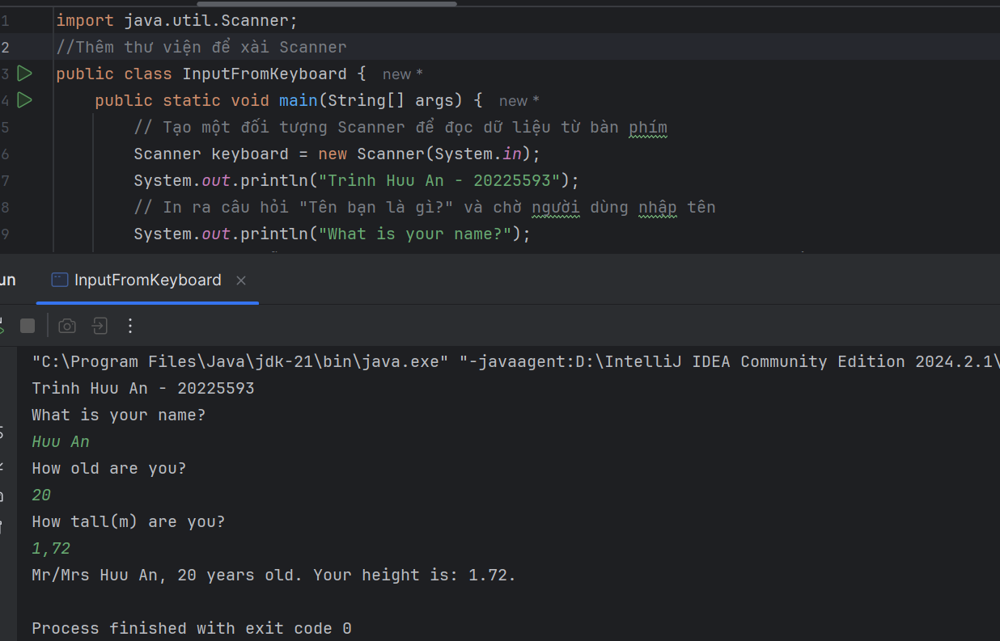 1 import java.util.Scanner;
2 //Thêm thư viện để xài Scanner
3 public class InputFromKeyboard { new *
4 public static void main(String[] args) { new *
5 // Tạo một đối tượng Scanner để đọc dữ liệu từ bàn phím
6 Scanner keyboard = new Scanner(System.in);
7 System.out.println("Trinh Huu An - 20225593");
8 // In ra câu hỏi "Tên bạn là gì?" và chờ người dùng nhập tên
9 System.out.println("What is your name?");
un InputFromKeyboard
"C:\Program Files\Java\jdk-21\bin\java.exe" "-javaagent:D:\IntelliJ IDEA Community Edition 2024.2.1\
Trinh Huu An - 20225593
What is your name?
Huu An
How old are you?
20
How tall(m) are you?
1,72
Mr/Mrs Huu An, 20 years old. Your height is: 1.72.
Process finished with exit code 0